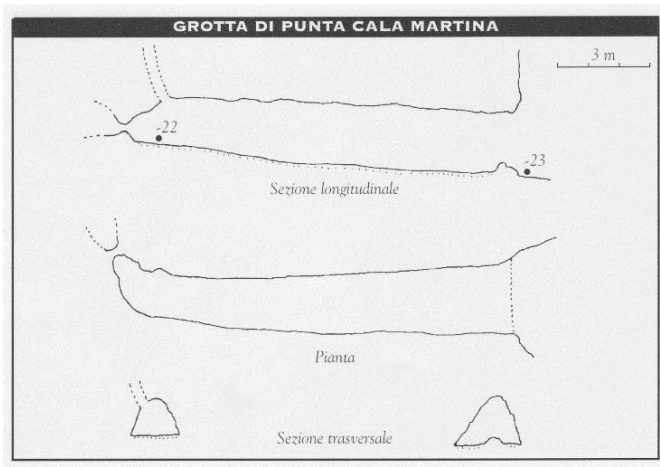 GROTTA DI PUNTA CALA MARTINA
3 m
-22
-23
Sezione longitudinale
Pianta
Sezione trasversale